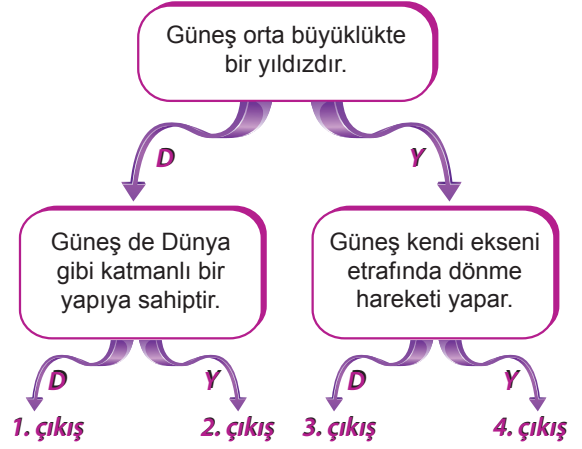 Güneş orta büyüklükte
bir yıldızdır.
D
Y
Güneş de Dünya
gibi katmanlı bir
yapıya sahiptir.
Güneş kendi ekseni
etrafında dönme
hareketi yapar.
D
Y
D
Y
1. çıkış
2. çıkış
3. çıkış
4. çıkış